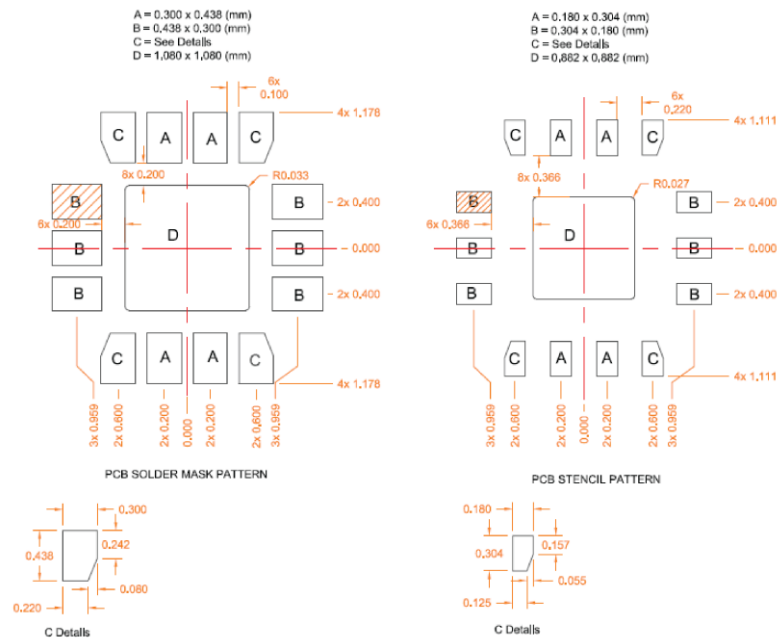 A = 0.300 x 0.438 (mm)
B = 0.438 x 0.300 (mm)
C = See Details
D = 1.080 x 1.080 (mm)
6x
0.100
4x 1.178
C
A
A
C
8x 0.200
R0.033
B
B
2x 0.400
6x 0.200
D
B
B
0.000
B
B
2x 0.400
C
A
A
C
4x 1.178
3x 0.959
2x 0.600
2x 0.200
0.000
2x 0.200
2x 0.600
3x 0.959
PCB SOLDER MASK PATTERN
0.300
0.438
0.242
0.080
0.220
C Details
A = 0.180 x 0.304 (mm)
B = 0.304 x 0.180 (mm)
C = See Details
D = 0.882 x 0.882 (mm)
6x
0.220
4x 1.111
C
A
A
C
8x 0.366
R0.027
B
B
2x 0.400
6x 0.366
D
B
B
0.000
B
B
2x 0.400
C
A
A
C
4x 1.111
3x 0.959
2x 0.600
2x 0.200
0.000
2x 0.200
2x 0.600
3x 0.959
PCB STENCIL PATTERN
0.180
0.304
0.157
0.055
0.125
C Details